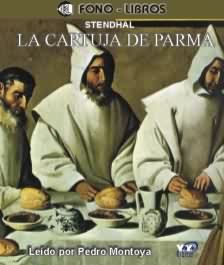 FONO - LIBROS
STENDHAL
LA CARTUJA DE PARMA
Leído por Pedro Montoya